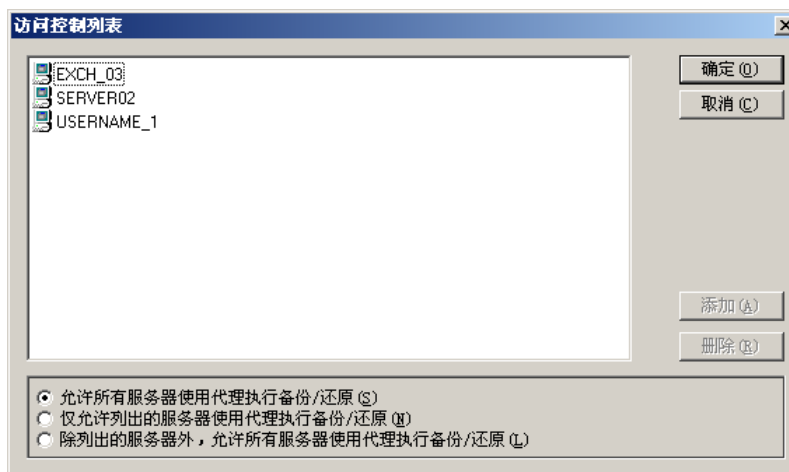 访问控制列表
EXCH_03
SERVER02
USERNAME_1
确定(O)
取消(C)
添加(A)
删除(R)
允许所有服务器使用代理执行备份/还原(S)
仅允许列出的服务器使用代理执行备份/还原(N)
除列出的服务器外，允许所有服务器使用代理执行备份/还原(L)